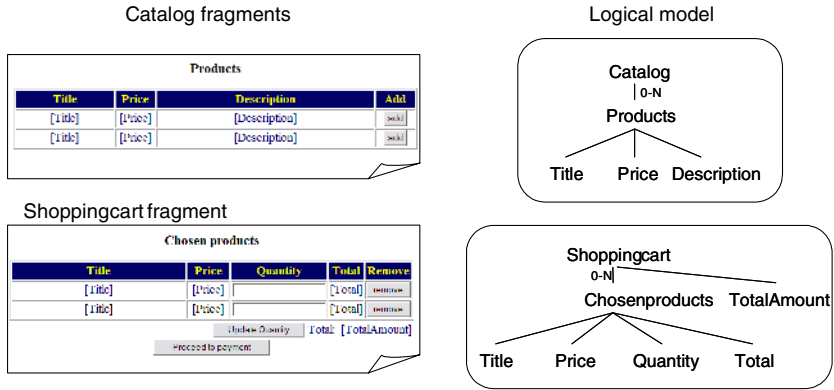 Catalog fragments
Logical model
Products
Title Price Description Add
[Title] [Price] [Description] add
[Title] [Price] [Description] add
Catalog
0-N
Products
Title Price Description
Shoppingcart fragment
Chosen products
Title Price Quantity Total Remove
[Title] [Price] [Total] remove
[Title] [Price] [Total] remove
Update Quantity Total: [TotalAmount]
Proceed to payment
Shoppingcart
0-N
Chosenproducts TotalAmount
Title Price Quantity Total